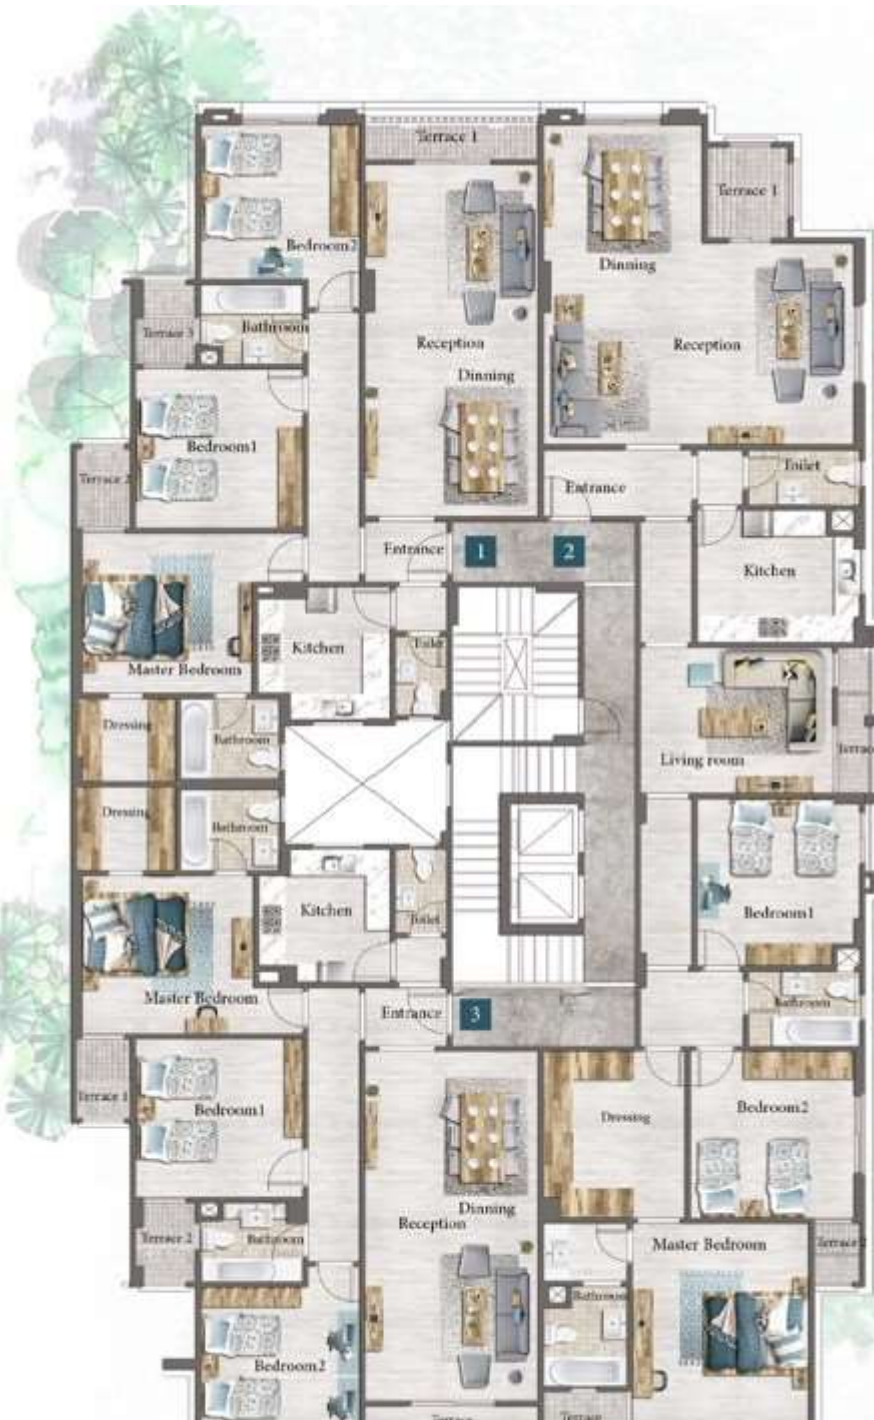 Terrace 1
Terrace 1
Bedroom2
Dinning
Terrace 3
Bathroom
Reception
Reception
Dinning
Bedroom1
Toilet
Terrace 2
Entrance
Entrance
1
2
Kitchen
Kitchen
Toilet
Master Bedroom
Dressing
Bathroom
Living room
Terrac
Dressing
Bathroom
Kitchen
Toilet
Bedroom1
Master Bedroom
Entrance
3
Bathroom
Terrace 1
Bedroom1
Dressing
Bedroom2
Dinning
Reception
Terrace 2
Bathroom
Master Bedroom
Terrace
Bathroom
Bedroom2
Terrace
Terrace